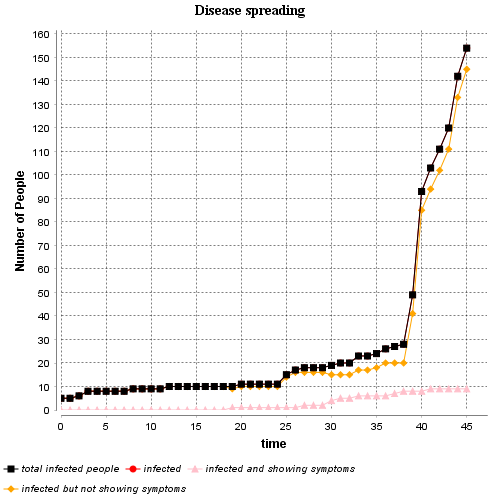 Disease spreading
Number of People
160
150
140
130
120
110
100
90
80
70
60
50
40
30
20
10
0
0 5 10 15 20 25 30 35 40 45
time
total infected people infected infected and showing symptoms
infected but not showing symptoms